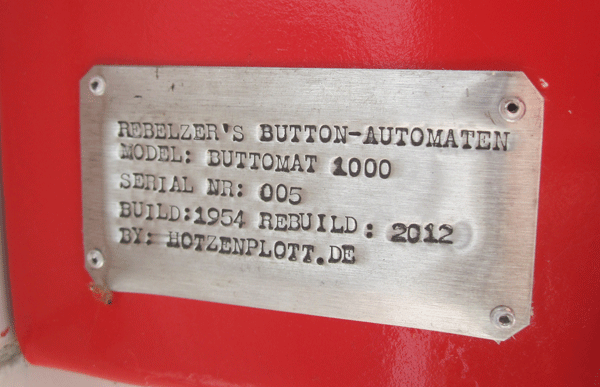 REBELZER'S BUTTON-AUTOMATEN
MODEL: BUTTOMAT 1000
SERIAL NR: 005
BUILD:1954 REBUILD: 2012
BY: HOTZENPLOTT.DE